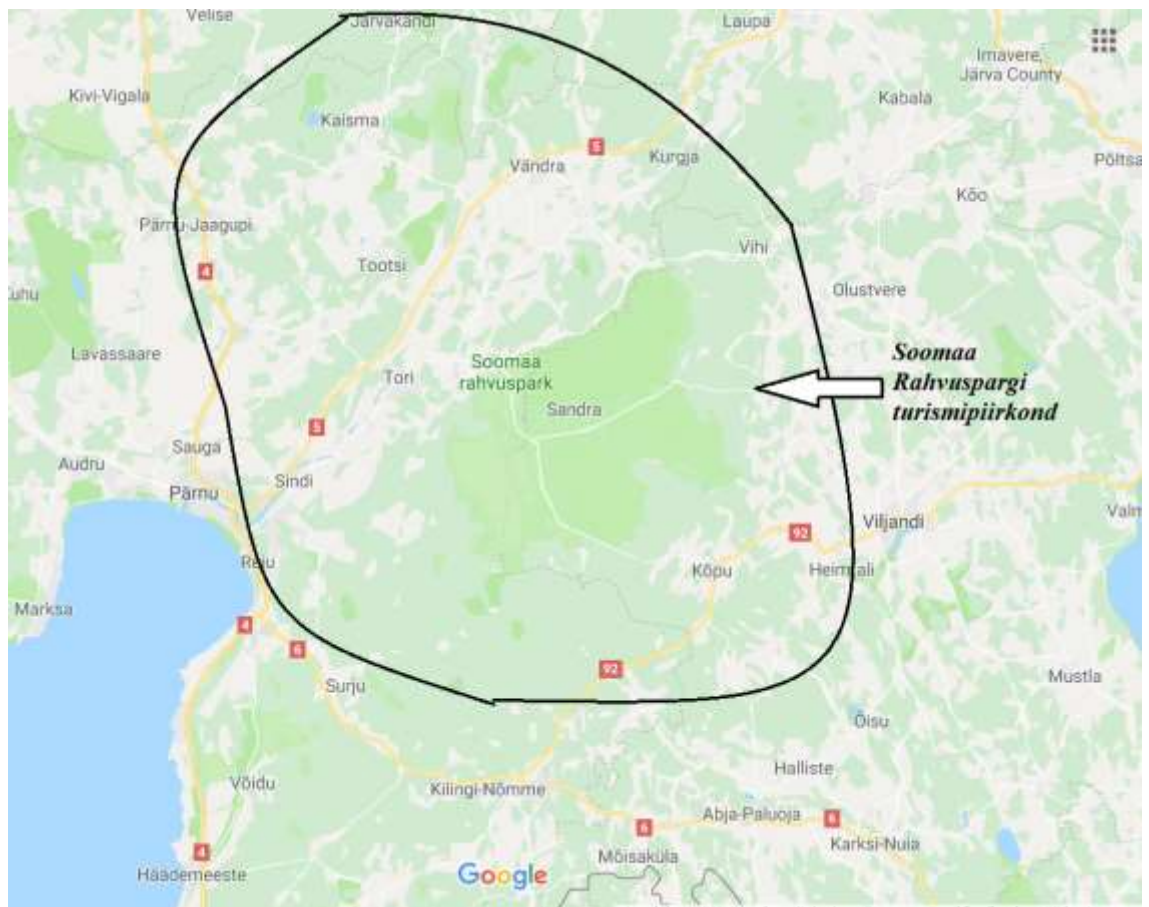 Velise
Järvakandi
Laupa
Imavere,
Järva County
Kivi-Vigala
Kabala
Kaisma
5
Kurgja
Põltsa
Vändra
Kõo
Pärnu-Jaagupi
Vihi
4
Tootsi
Olustvere
Lavassaare
Soomaa
rahvuspark
Soomaa
Rahvuspargi
turismipiirkond
Tori
Sandra
5
Sauga
Audru
Sindi
Pärnu
Valm
Viljandi
92
Reiu
Kõpu
Heimtali
Marksa
4
6
92
Surju
Mustla
Õisu
Halliste
Võidu
Kilingi-Nõmme
Abja-Paluoja
6
6
Karksi-Nuia
4
Mõisaküla
Häädemeeste
Google